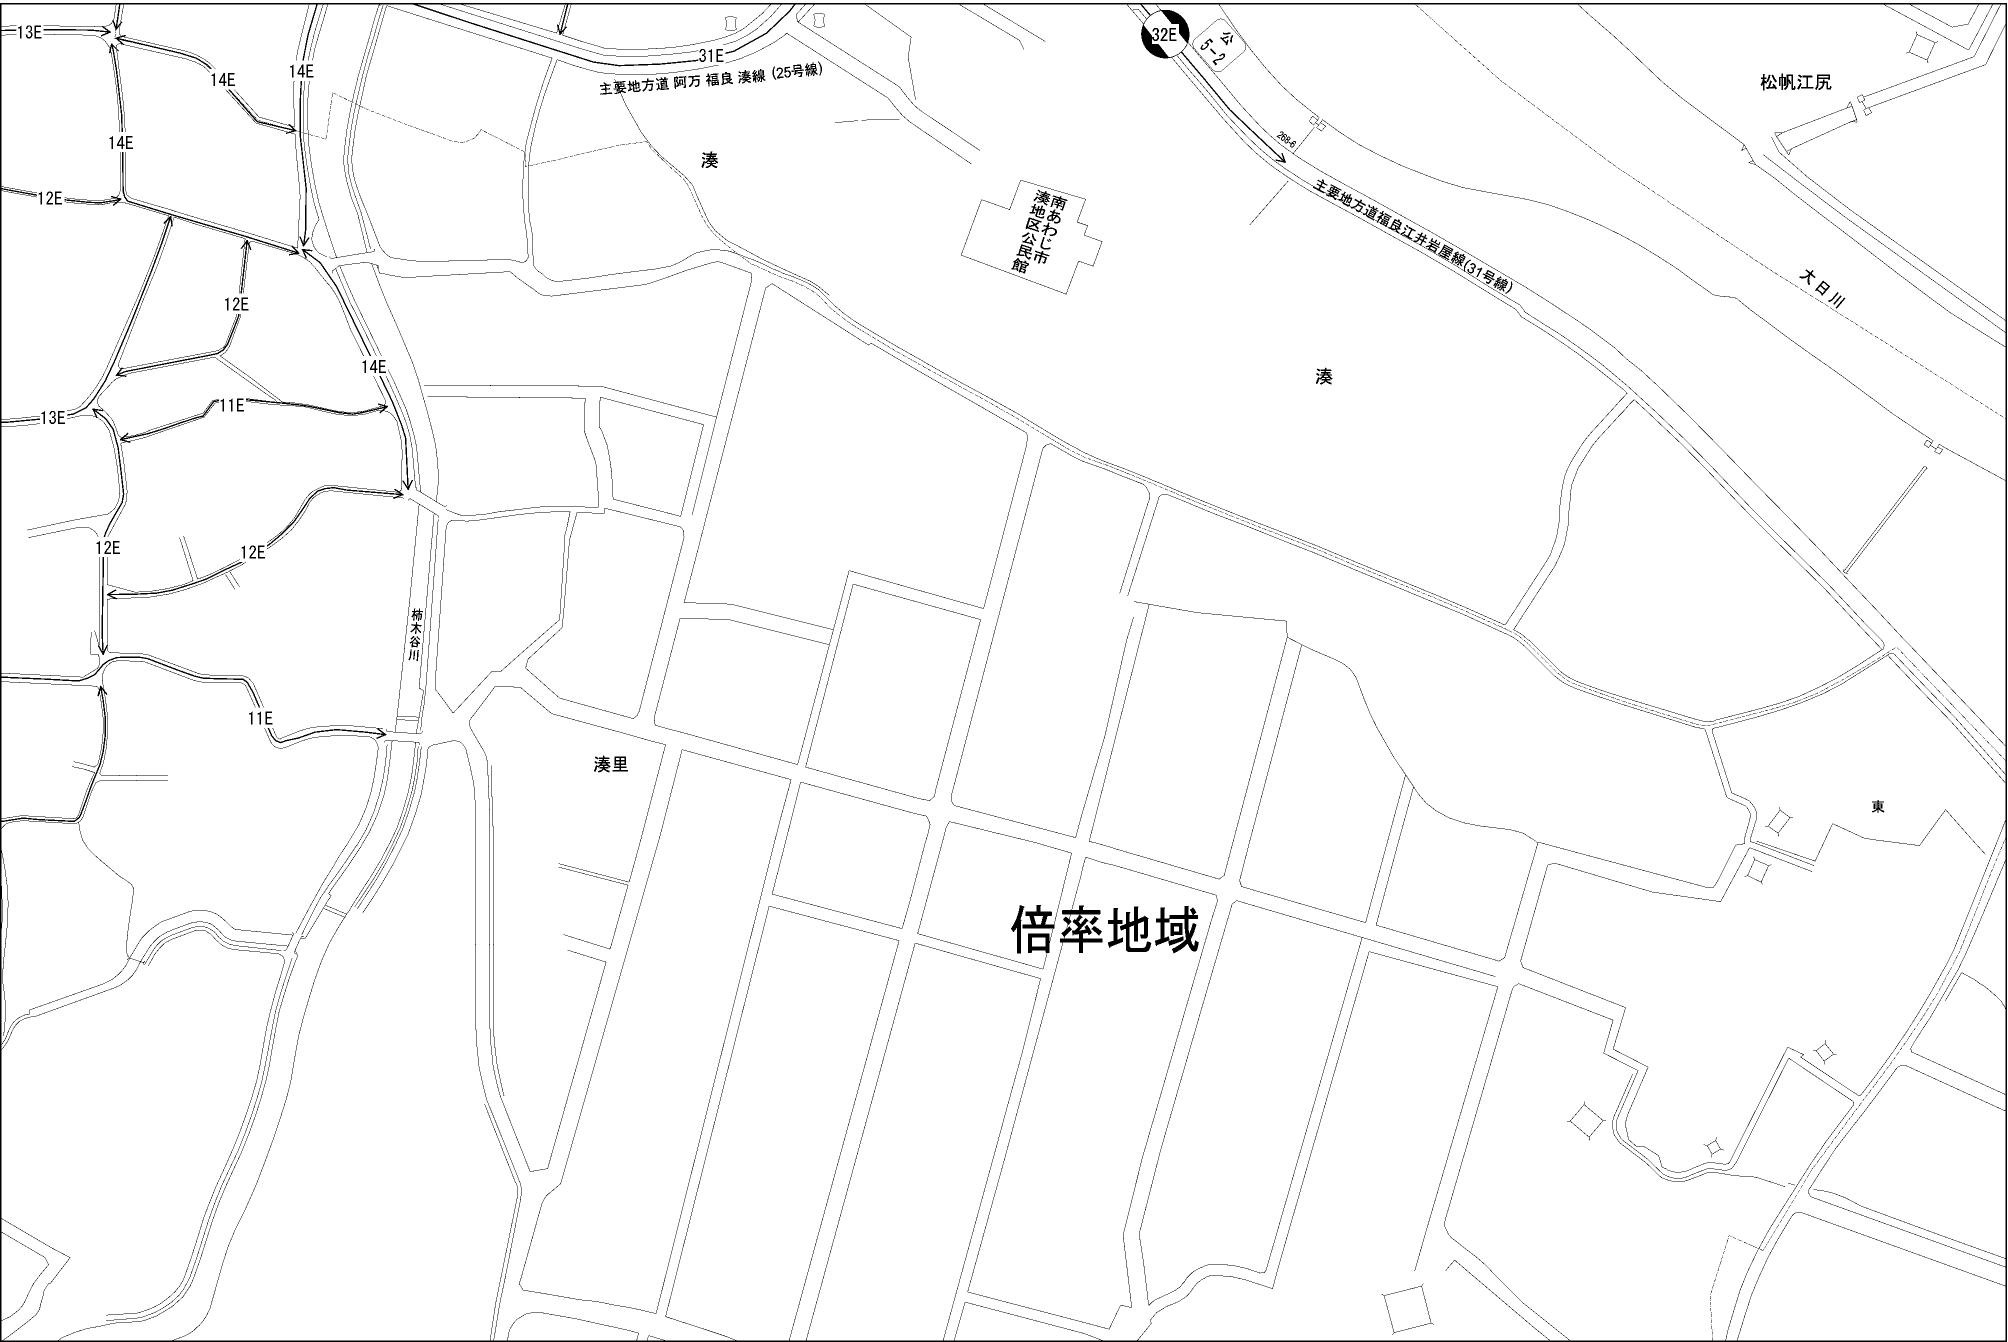 13E
14E
14E
31E
主要地方道 阿万 福良 湊線 (25号線)
32E
公
5-2
268-6
松帆江尻
14E
湊
12E
南あわじ市
湊地区公民館
主要地方道福良江井岩屋線(31号線)
大日川
12E
14E
湊
11E
13E
12E
12E
柿木谷川
11E
湊里
東
倍率地域